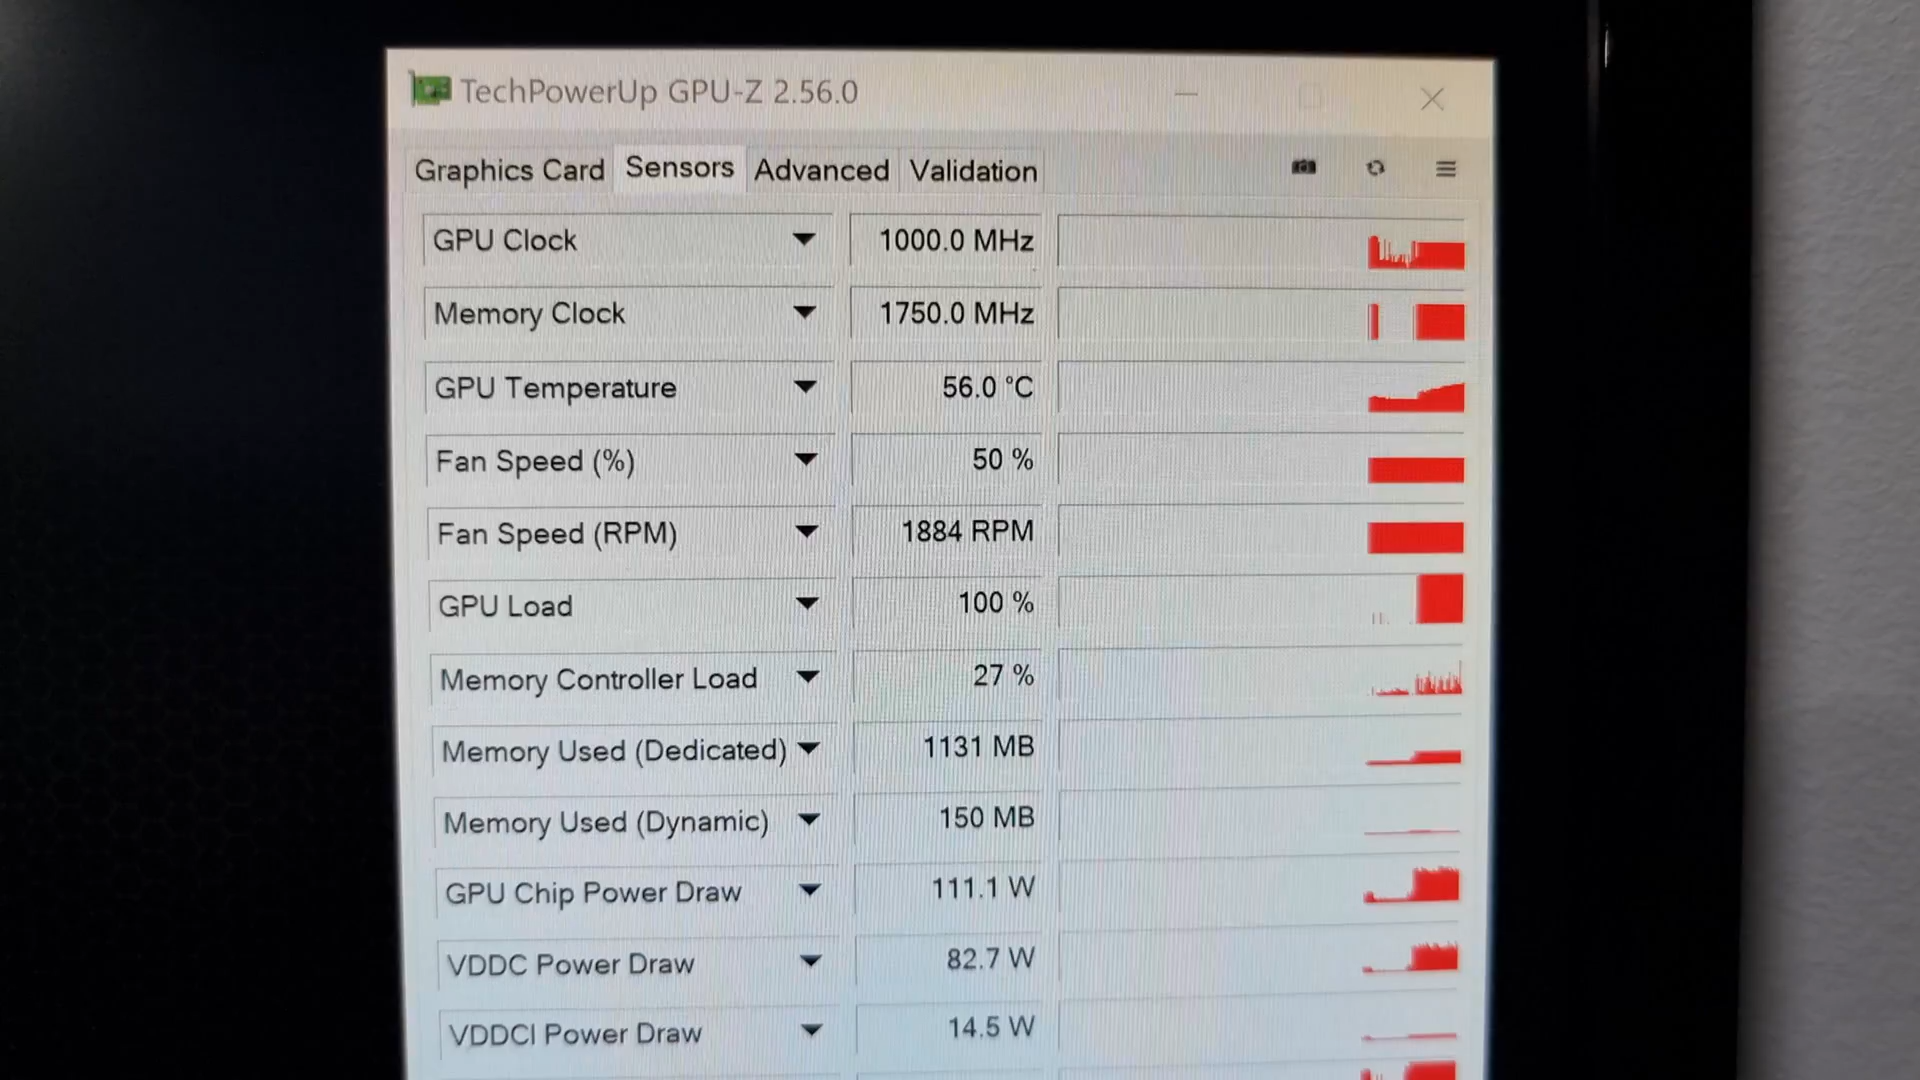 TechPowerUp GPU-Z 2.56.0
Graphics Card Sensors Advanced Validation
GPU Clock 1000.0 MHz
Memory Clock 1750.0 MHz
GPU Temperature 56.0 °C
Fan Speed (%) 50 %
Fan Speed (RPM) 1884 RPM
GPU Load 100 %
Memory Controller Load 27 %
Memory Used (Dedicated) 1131 MB
Memory Used (Dynamic) 150 MB
GPU Chip Power Draw 111.1 W
VDDC Power Draw 82.7 W
VDDCI Power Draw 14.5 W